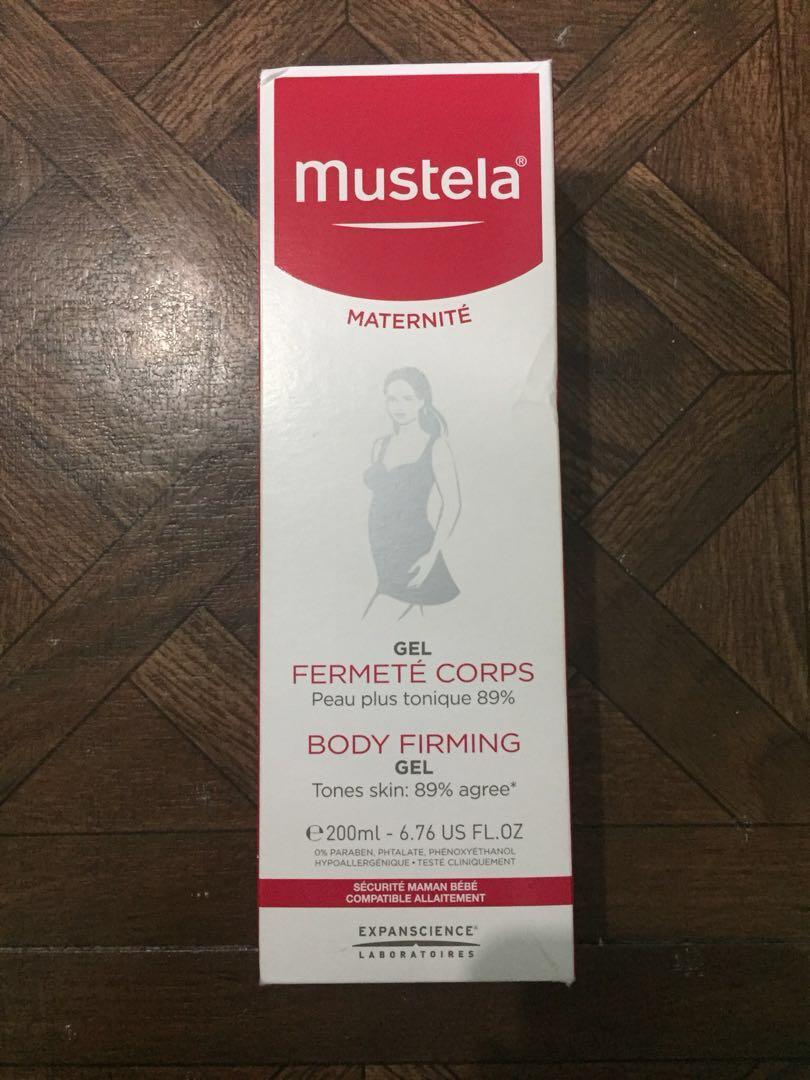 mustela®
MATERNITÉ
GEL
FERMETÉ CORPS
Peau plus tonique 89%
BODY FIRMING
GEL
Tones skin: 89% agree*
℮200ml - 6.76 US FL.OZ
0% PARABEN, PHTALATE, PHENOXYETHANOL
HYPOALLERGÉNIQUE • TESTÉ CLINIQUEMENT
SÉCURITÉ MAMAN BÉBÉ
COMPATIBLE ALLAITEMENT
EXPANSCIENCE®
LABORATOIRES